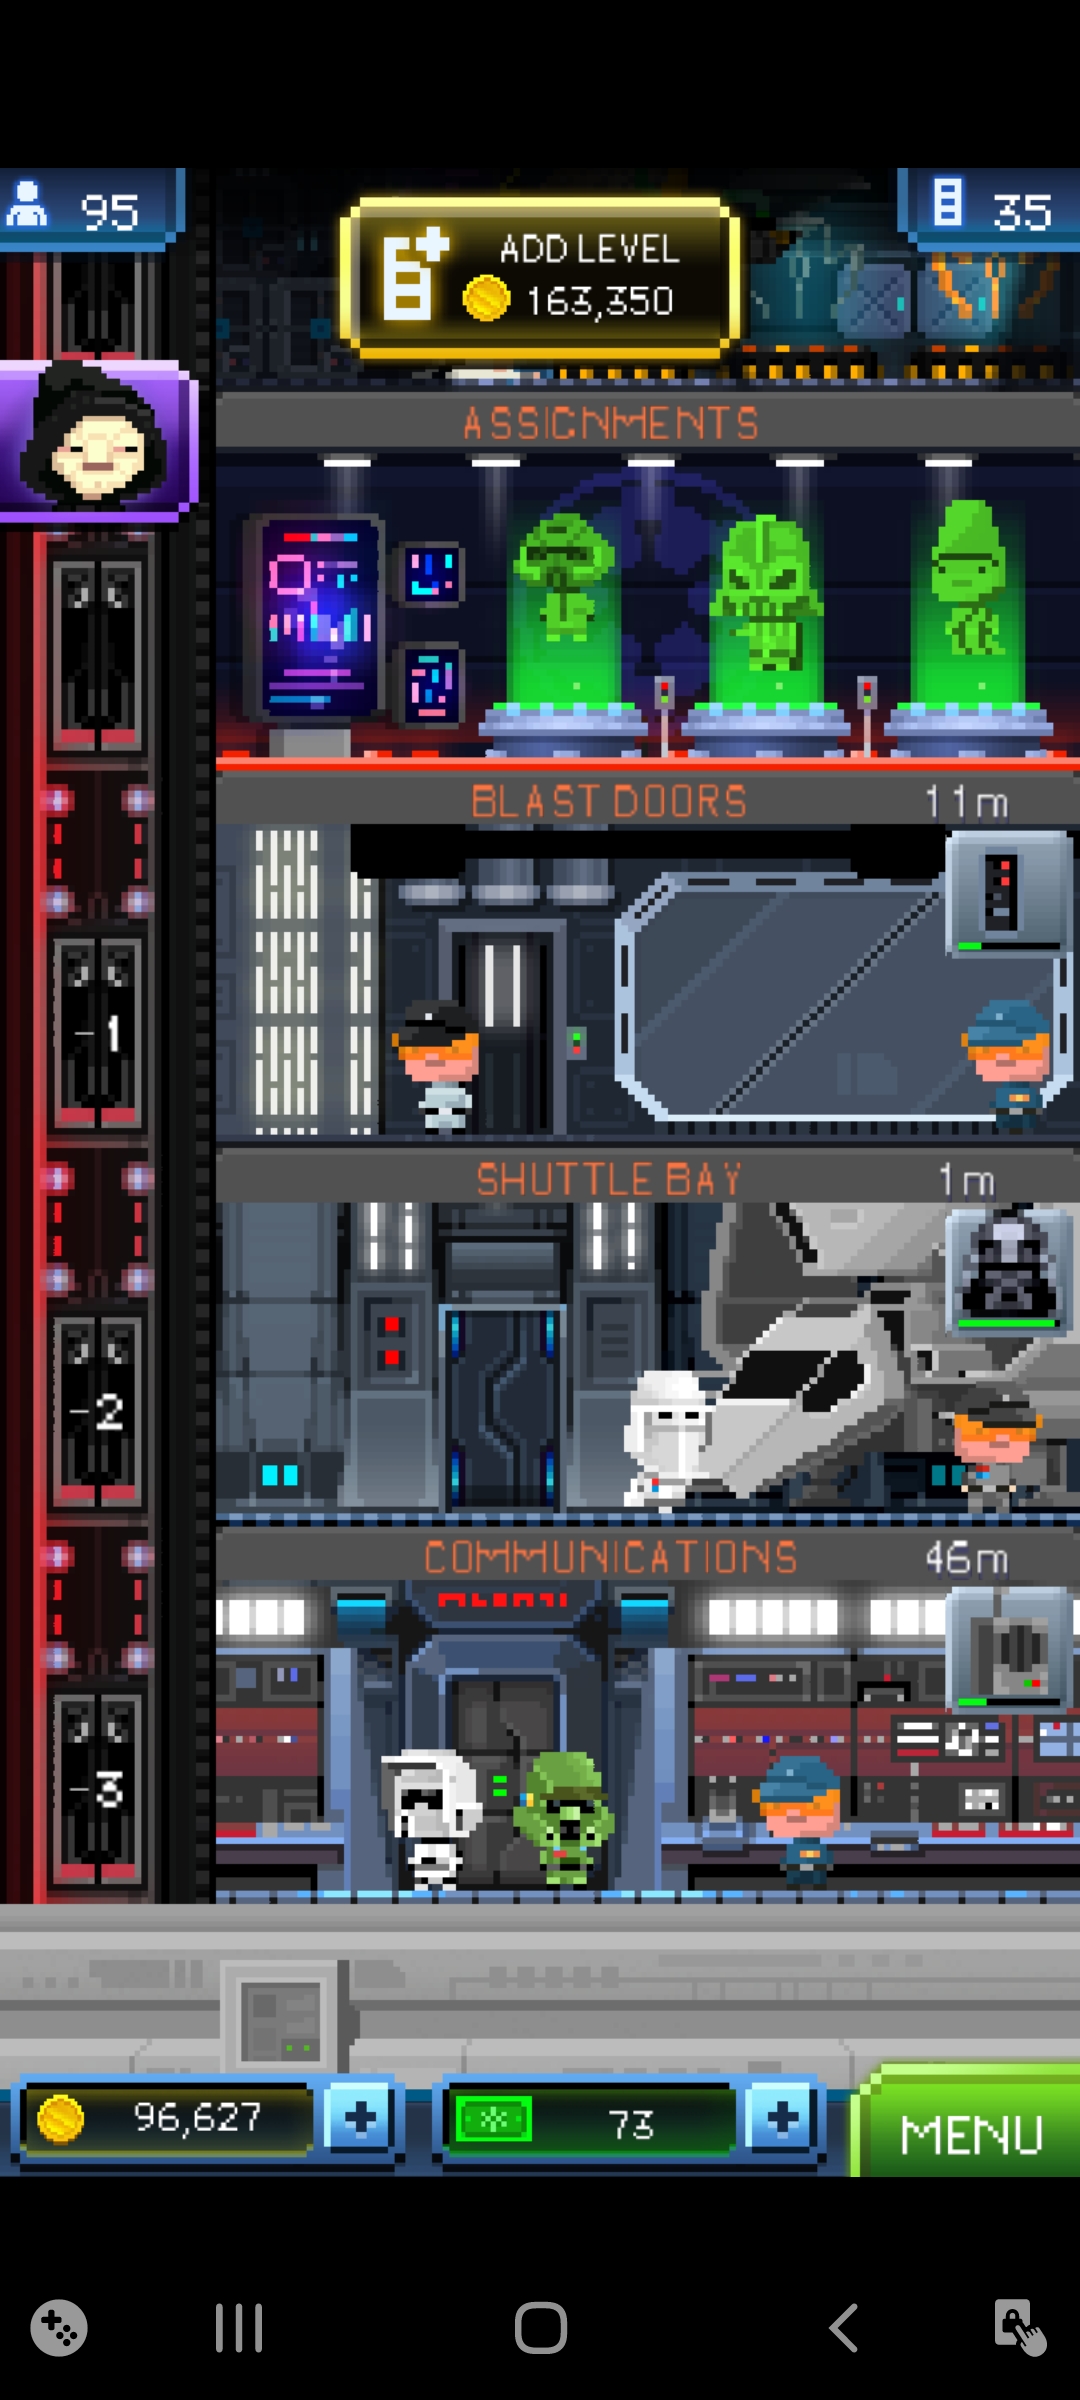 95
ADD LEVEL
163,350
35
ASSIGNMENTS
BLAST DOORS 11m
-1
SHUTTLE BAY 1m
-2
COMMUNICATIONS 46m
-3
96,627
73
MENU